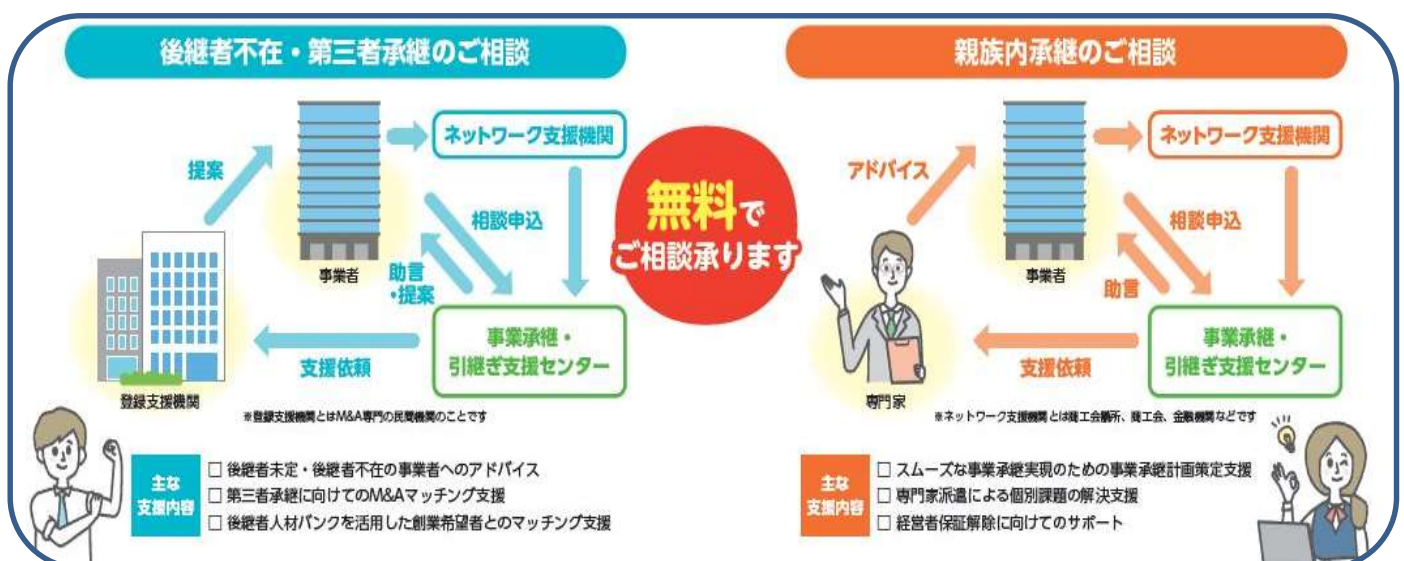 後継者不在・第三者承継のご相談
提案
ネットワーク支援機関
相談申込
事業者
助言
・提案
事業承継・
引継ぎ支援センター
支援依頼
登録支援機関
※登録支援機関とはM&A専門の民間機関のことです
主な
支援内容
□ 後継者未定・後継者不在の事業者へのアドバイス
□ 第三者承継に向けてのM&Aマッチング支援
□ 後継者人材バンクを活用した創業希望者とのマッチング支援
無料で
ご相談承ります
親族内承継のご相談
アドバイス
ネットワーク支援機関
相談申込
事業者
助言
事業承継・
引継ぎ支援センター
支援依頼
専門家
※ネットワーク支援機関とは商工会議所、商工会、金融機関などです
主な
支援内容
□ スムーズな事業承継実現のための事業承継計画策定支援
□ 専門家派遣による個別課題の解決支援
□ 経営者保証解除に向けてのサポート